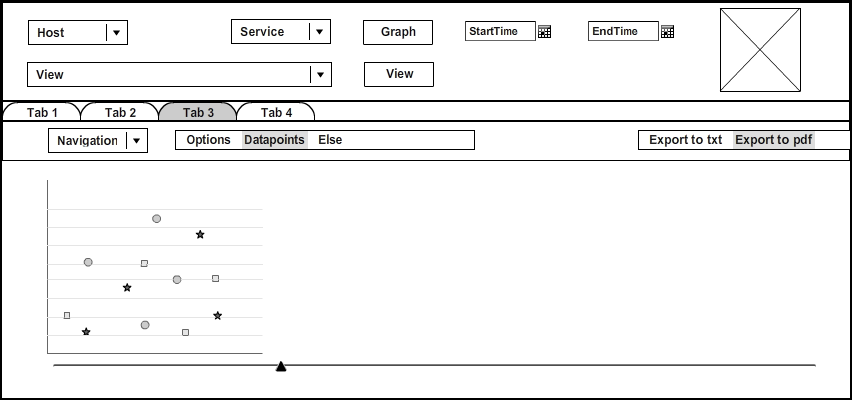 Host Service Graph StartTime EndTime
View View
Tab 1 Tab 2 Tab 3 Tab 4
Navigation Options Datapoints Else Export to txt Export to pdf